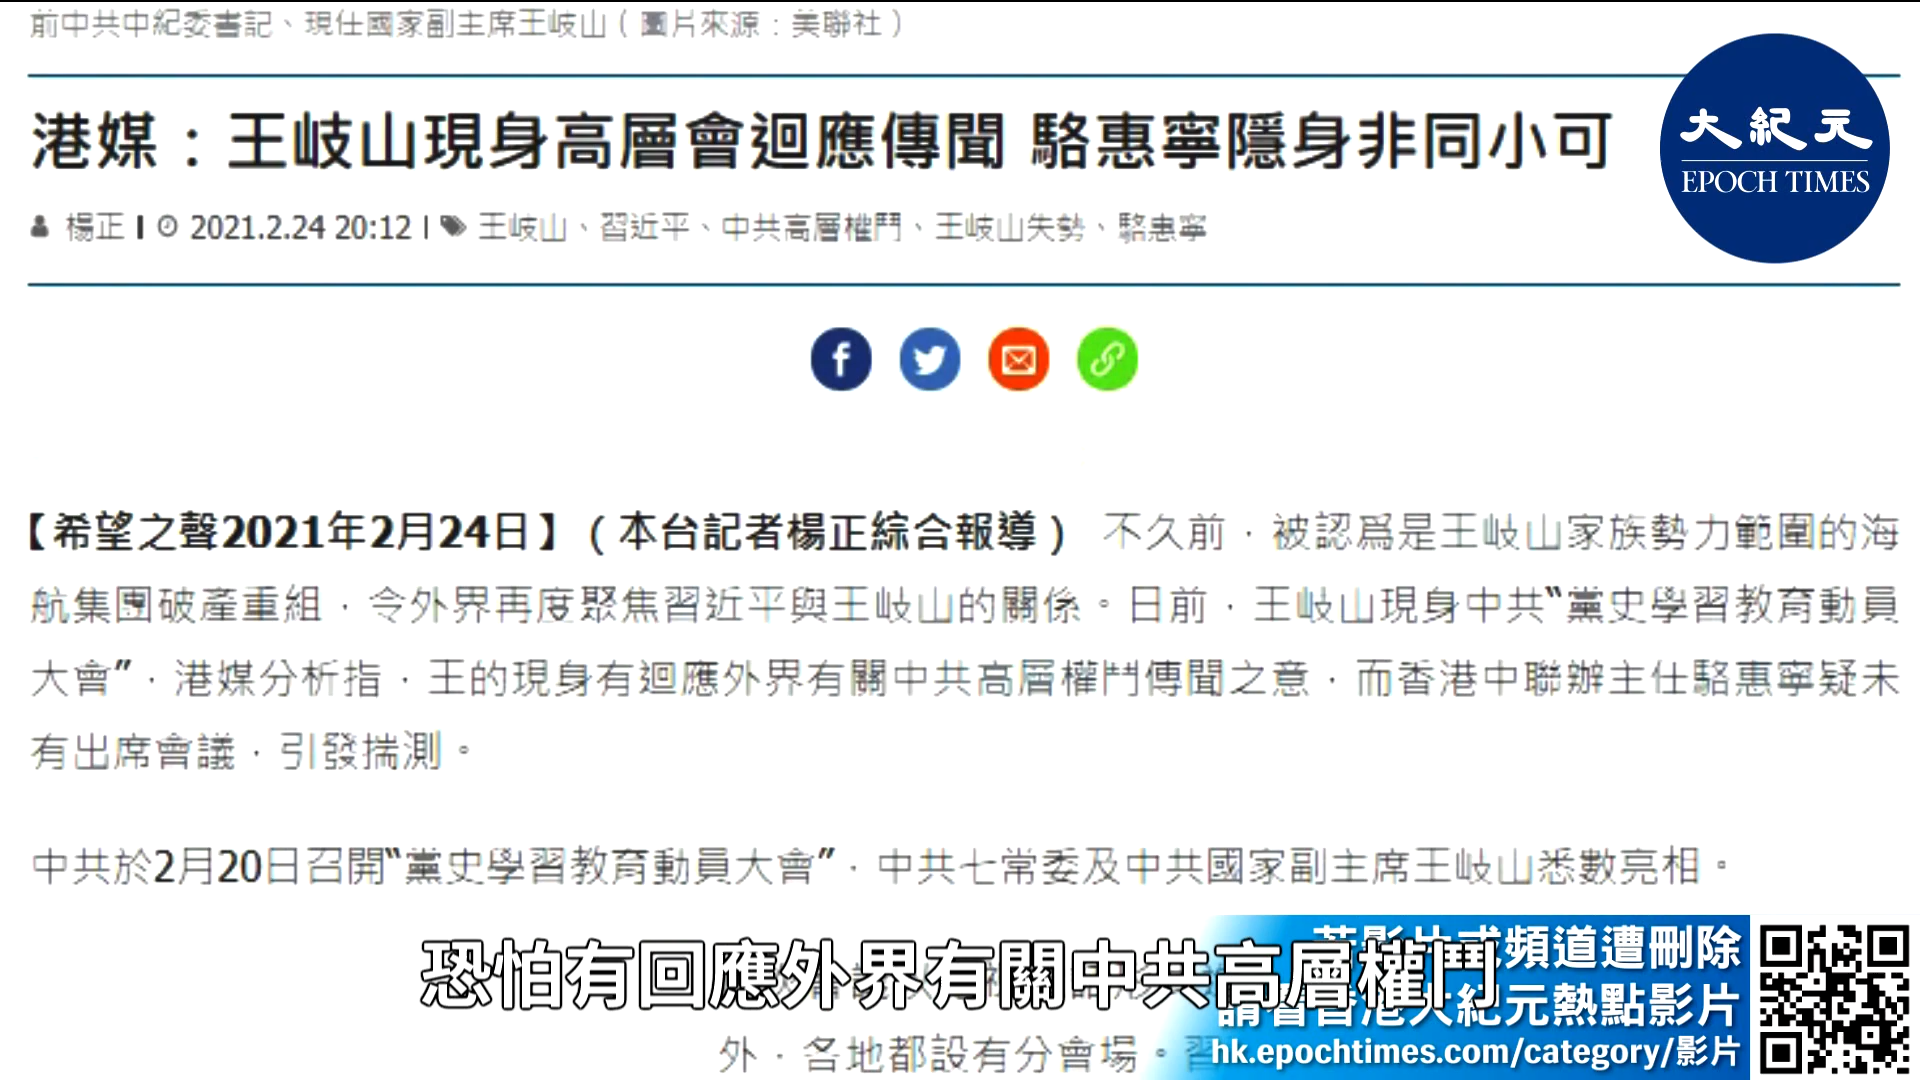 前中共中紀委書記、現任國家副主席王岐山（圖片來源：美聯社）
港媒：王岐山現身高層會迴應傳聞 駱惠寧隱身非同小可
大紀元
EPOCH TIMES
楊正 | 2021.2.24 20:12 | 王岐山、習近平、中共高層權鬥、王岐山失勢、駱惠寧
【希望之聲2021年2月24日】（本台記者楊正綜合報導） 不久前，被認爲是王岐山家族勢力範圍的海
航集團破產重組，令外界再度聚焦習近平與王岐山的關係。日前，王岐山現身中共“黨史學習教育動員
大會”，港媒分析指，王的現身有迴應外界有關中共高層權鬥傳聞之意，而香港中聯辦主任駱惠寧疑未
有出席會議，引發揣測。
中共於2月20日召開“黨史學習教育動員大會”，中共七常委及中共國家副主席王岐山悉數亮相。
恐怕有回應外界有關中共高層權鬥
若影片或頻道遭刪除
請看香港大紀元熱點影片
外，各地都設有分會場。習
hk.epochtimes.com/category/影片